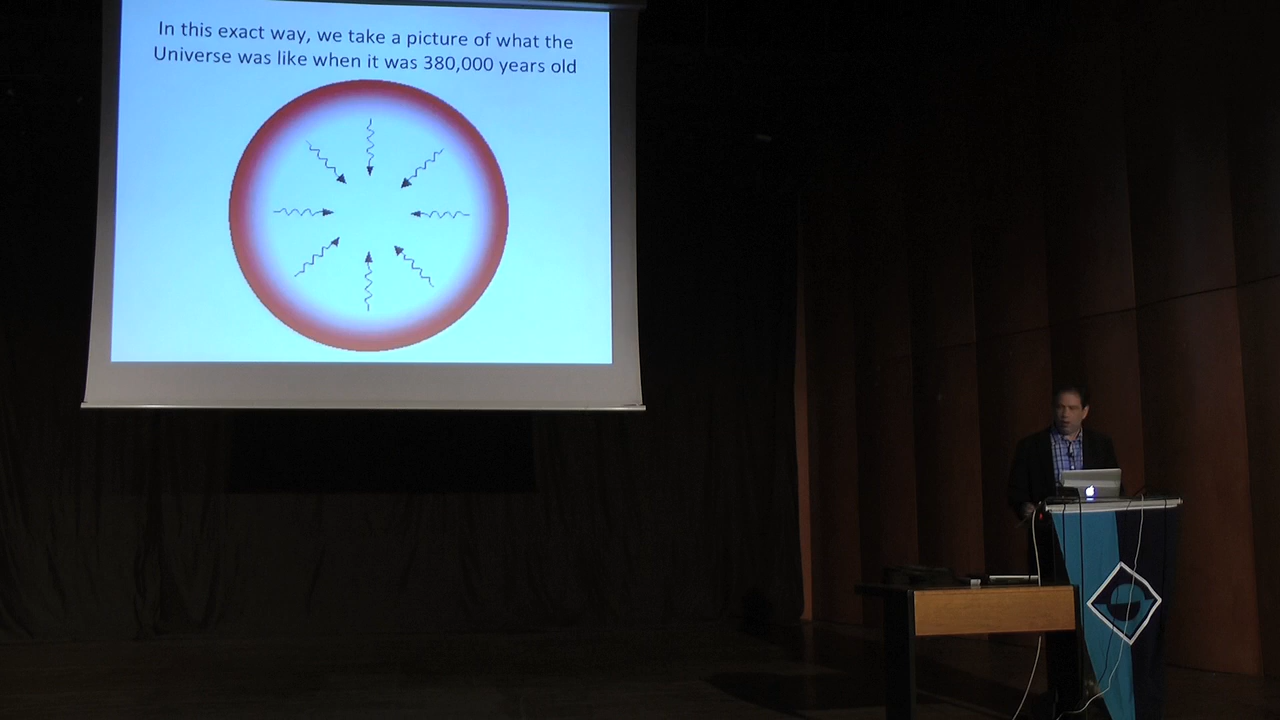 In this exact way, we take a picture of what the
Universe was like when it was 380,000 years old